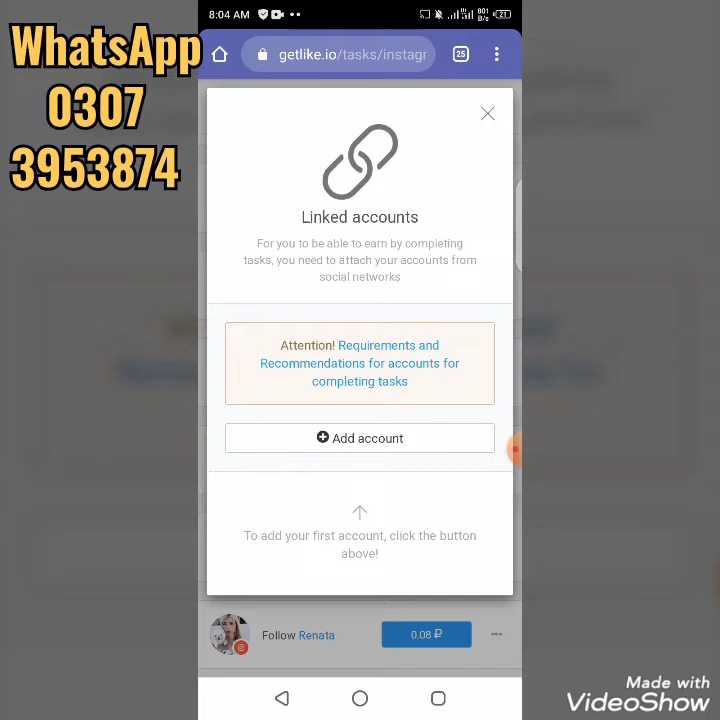 WhatsApp
0307
3953874
8:04 AM
801
B/s
21
getlike.io/tasks/instagr
25
Linked accounts
For you to be able to earn by completing
tasks, you need to attach your accounts from
social networks
Attention! Requirements and
Recommendations for accounts for
completing tasks
Add account
To add your first account, click the button
above!
Follow Renata
0.08 ₽
Made with
VideoShow